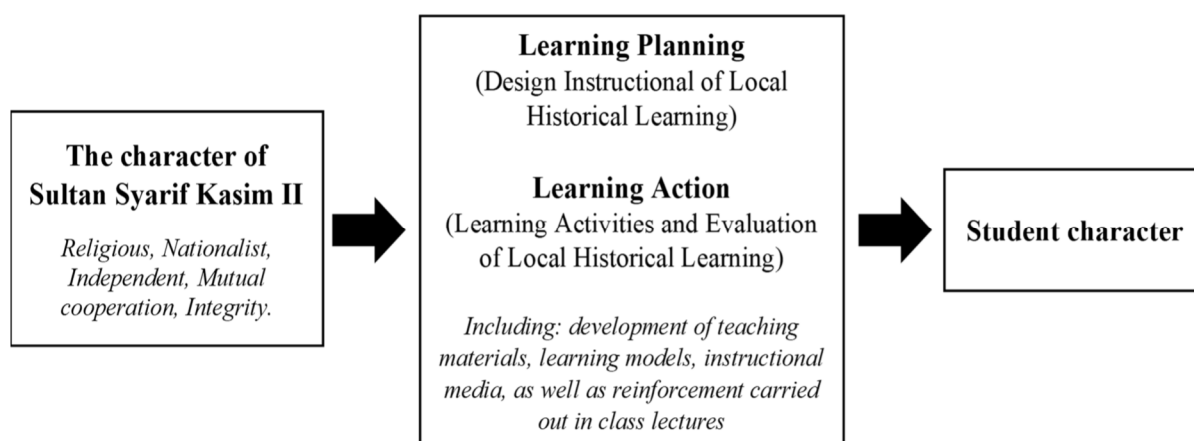 The character of
Sultan Syarif Kasim II
Religious, Nationalist,
Independent, Mutual
cooperation, Integrity.
Learning Planning
(Design Instructional of Local
Historical Learning)
Learning Action
(Learning Activities and Evaluation
of Local Historical Learning)
Including: development of teaching
materials, learning models, instructional
media, as well as reinforcement carried
out in class lectures
Student character